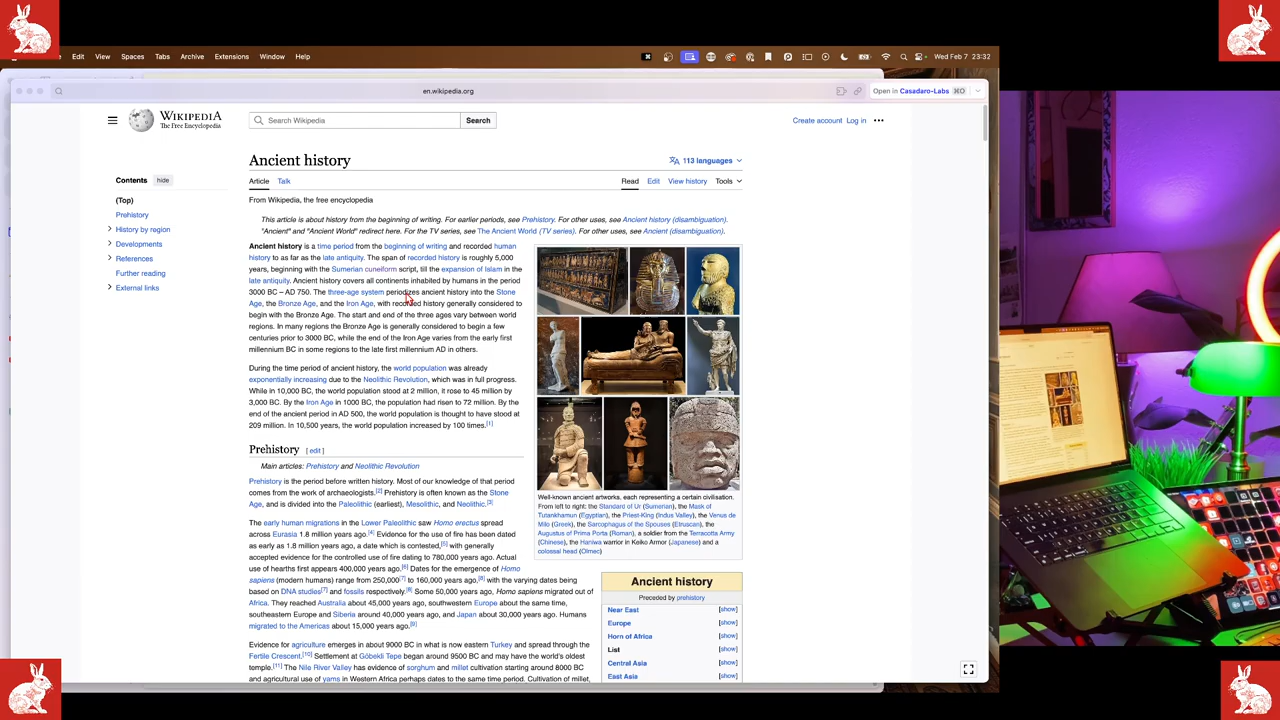 Edit View Spaces Tabs Archive Extensions Window Help
Wed Feb 7 23:32
en.wikipedia.org
Open in Casadaro-Labs ⌘O
WIKIPEDIA
The Free Encyclopedia
Search Wikipedia
Search
Create account Log in
Ancient history
113 languages
Article Talk
Read Edit View history Tools
Contents hide
(Top)
Prehistory
History by region
Developments
References
Further reading
External links
From Wikipedia, the free encyclopedia
This article is about history from the beginning of writing. For earlier periods, see Prehistory. For other uses, see Ancient history (disambiguation).
"Ancient" and "Ancient World" redirect here. For the TV series, see The Ancient World (TV series). For other uses, see Ancient (disambiguation).
Ancient history is a time period from the beginning of writing and recorded human
history to as far as the late antiquity. The span of recorded history is roughly 5,000
years, beginning with the Sumerian cuneiform script, till the expansion of Islam in the
late antiquity. Ancient history covers all continents inhabited by humans in the period
3000 BC – AD 750. The three-age system periodizes ancient history into the Stone
Age, the Bronze Age, and the Iron Age, with recorded history generally considered to
begin with the Bronze Age. The start and end of the three ages vary between world
regions. In many regions the Bronze Age is generally considered to begin a few
centuries prior to 3000 BC, while the end of the Iron Age varies from the early first
millennium BC in some regions to the late first millennium AD in others.
During the time period of ancient history, the world population was already
exponentially increasing due to the Neolithic Revolution, which was in full progress.
While in 10,000 BC, the world population stood at 2 million, it rose to 45 million by
3,000 BC. By the Iron Age in 1000 BC, the population had risen to 72 million. By the
end of the ancient period in AD 500, the world population is thought to have stood at
209 million. In 10,500 years, the world population increased by 100 times.[1]
Well-known ancient artworks, each representing a certain civilisation.
From left to right: the Standard of Ur (Sumerian), the Mask of
Tutankhamun (Egyptian), the Priest-King (Indus Valley), the Venus de
Milo (Greek), the Sarcophagus of the Spouses (Etruscan), the
Augustus of Prima Porta (Roman), a soldier from the Terracotta Army
(Chinese), the Haniwa warrior in Keiko Armor (Japanese) and a
colossal head (Olmec)
Prehistory [ edit ]
Main articles: Prehistory and Neolithic Revolution
Prehistory is the period before written history. Most of our knowledge of that period
comes from the work of archaeologists.[2] Prehistory is often known as the Stone
Age, and is divided into the Paleolithic (earliest), Mesolithic, and Neolithic.[3]
The early human migrations in the Lower Paleolithic saw Homo erectus spread
across Eurasia 1.8 million years ago.[4] Evidence for the use of fire has been dated
as early as 1.8 million years ago, a date which is contested,[5] with generally
accepted evidence for the controlled use of fire dating to 780,000 years ago. Actual
use of hearths first appears 400,000 years ago.[6] Dates for the emergence of Homo
sapiens (modern humans) range from 250,000[7] to 160,000 years ago,[8] with the varying dates being
based on DNA studies[7] and fossils respectively.[8] Some 50,000 years ago, Homo sapiens migrated out of
Africa. They reached Australia about 45,000 years ago, southwestern Europe about the same time,
southeastern Europe and Siberia around 40,000 years ago, and Japan about 30,000 years ago. Humans
migrated to the Americas about 15,000 years ago.[9]
Evidence for agriculture emerges in about 9000 BC in what is now eastern Turkey and spread through the
Fertile Crescent.[10] Settlement at Göbekli Tepe began around 9500 BC and may have the world's oldest
temple.[11] The Nile River Valley has evidence of sorghum and millet cultivation starting around 8000 BC
and agricultural use of yams in Western Africa perhaps dates to the same time period. Cultivation of millet,
Ancient history
Preceded by prehistory
Near East [show]
Europe [show]
Horn of Africa [show]
List [show]
Central Asia [show]
East Asia [show]